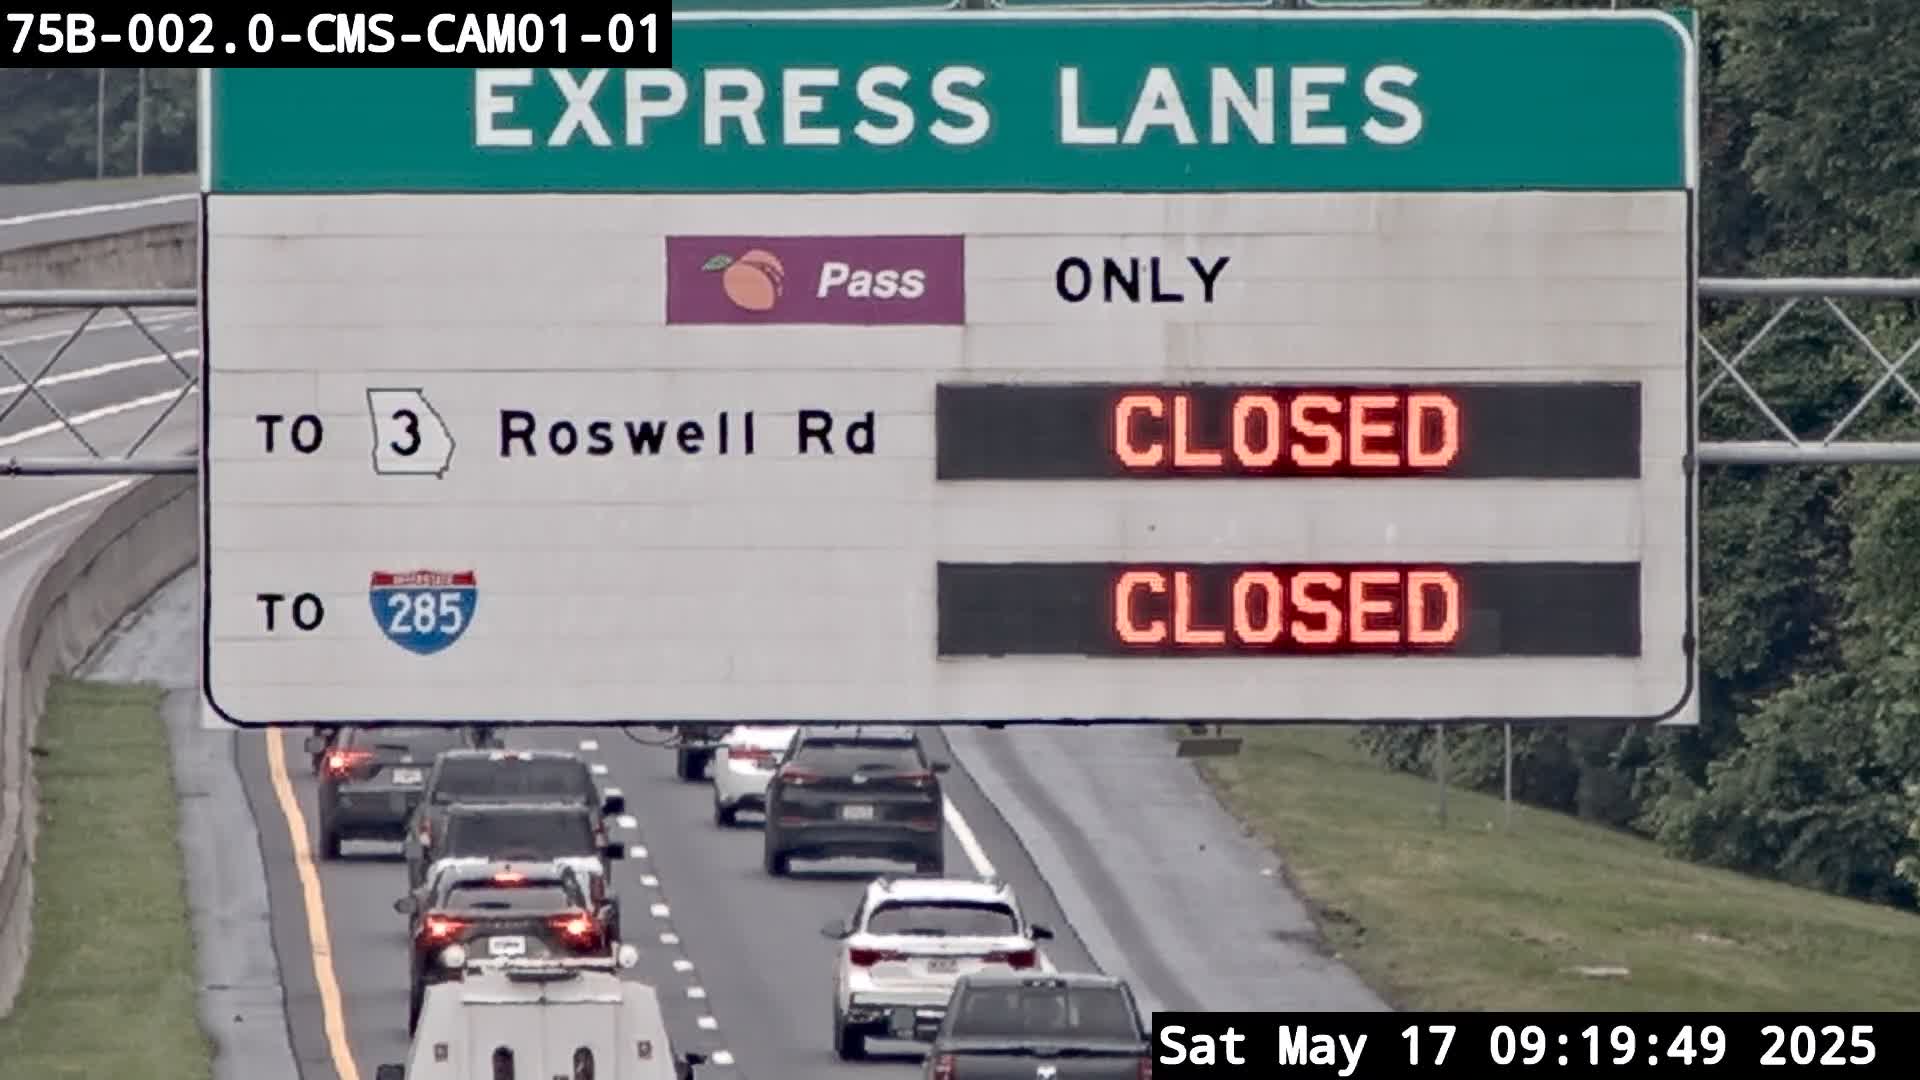 75B-002.0-CMS-CAM01-01
EXPRESS LANES
Pass ONLY
TO 3 Roswell Rd CLOSED
TO INTERSTATE 285 CLOSED
Sat May 17 09:19:49 2025